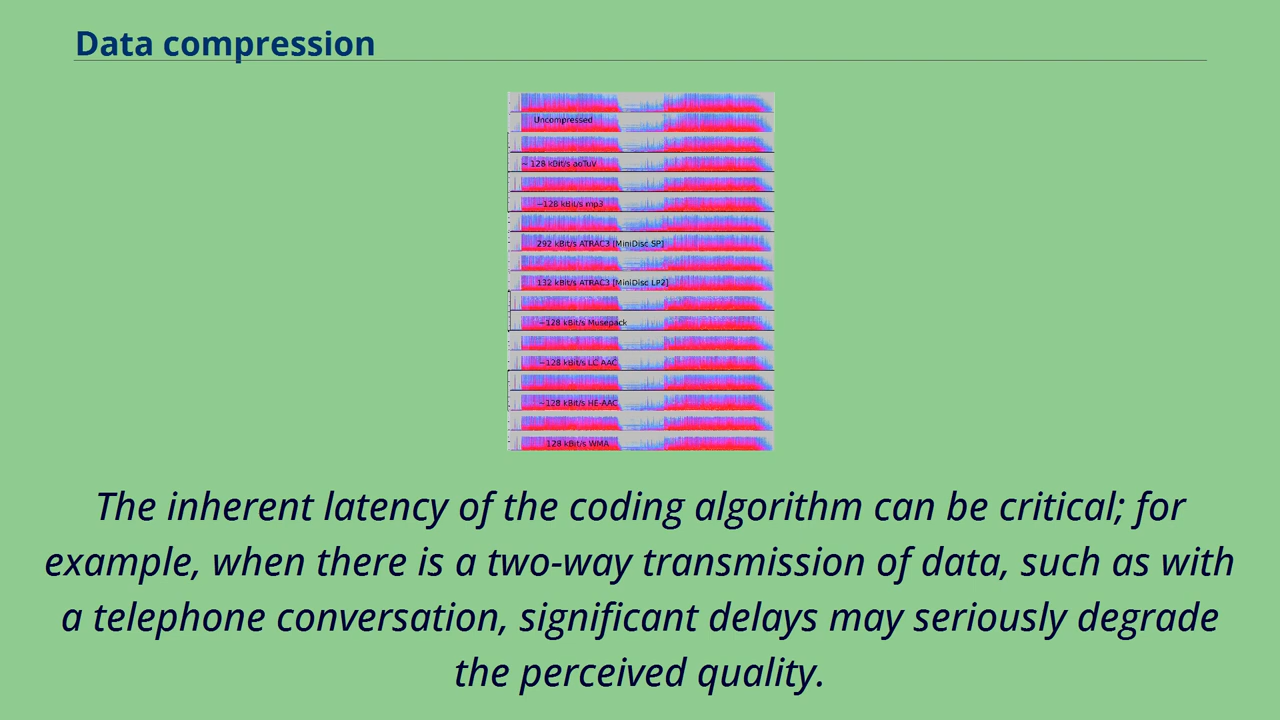 Data compression
Uncompressed
~ 128 kBit/s aoTuV
~128 kBit/s mp3
292 kBit/s ATRAC3 [MiniDisc SP]
132 kBit/s ATRAC3 [MiniDisc LP2]
~128 kBit/s Musepack
~128 kBit/s LC AAC
~128 kBit/s HE-AAC
128 kBit/s WMA
The inherent latency of the coding algorithm can be critical; for
example, when there is a two-way transmission of data, such as with
a telephone conversation, significant delays may seriously degrade
the perceived quality.